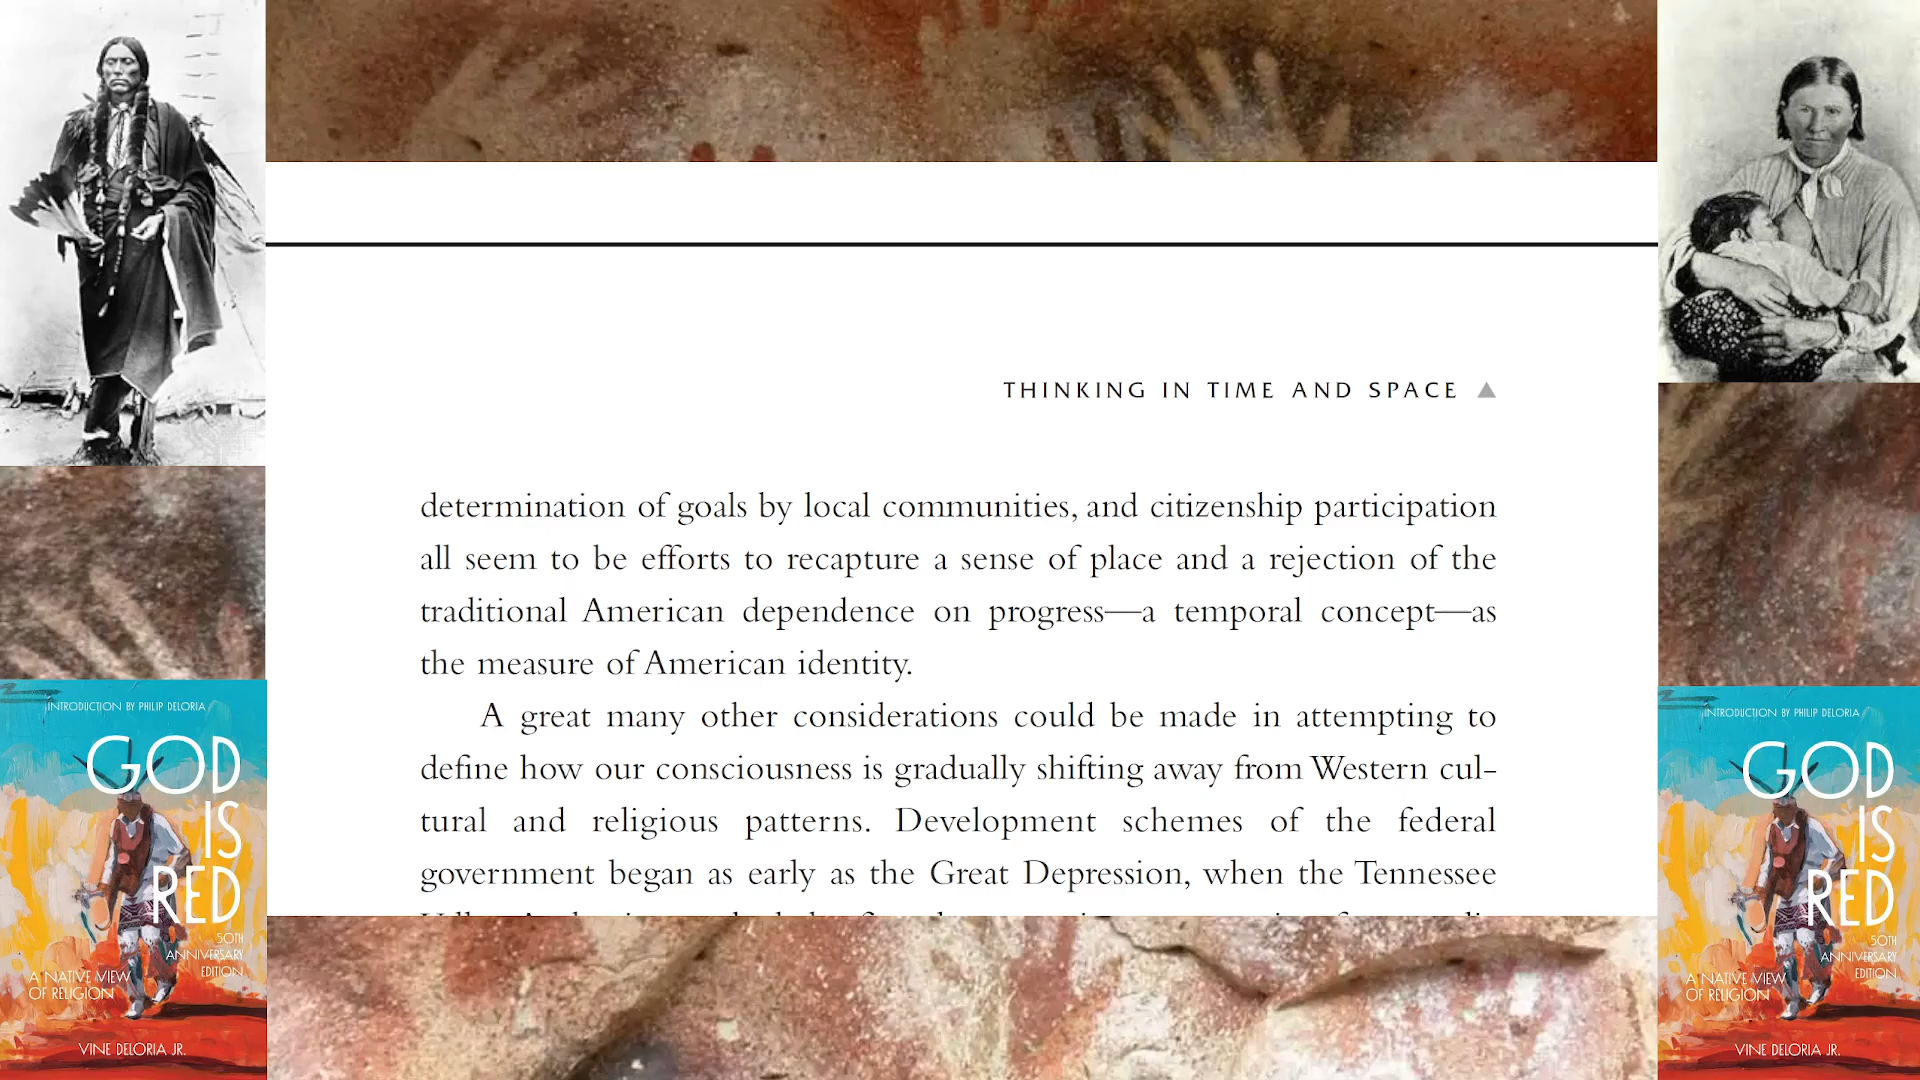 THINKING IN TIME AND SPACE
determination of goals by local communities, and citizenship participation
all seem to be efforts to recapture a sense of place and a rejection of the
traditional American dependence on progress—a temporal concept—as
the measure of American identity.
A great many other considerations could be made in attempting to
define how our consciousness is gradually shifting away from Western cul-
tural and religious patterns. Development schemes of the federal
government began as early as the Great Depression, when the Tennessee
INTRODUCTION BY PHILIP DELORIA
GOD
IS
RED
50TH
ANNIVERSARY
EDITION
A NATIVE VIEW
OF RELIGION
VINE DELORIA JR.
INTRODUCTION BY PHILIP DELORIA
GOD
IS
RED
50TH
ANNIVERSARY
EDITION
A NATIVE VIEW
OF RELIGION
VINE DELORIA JR.